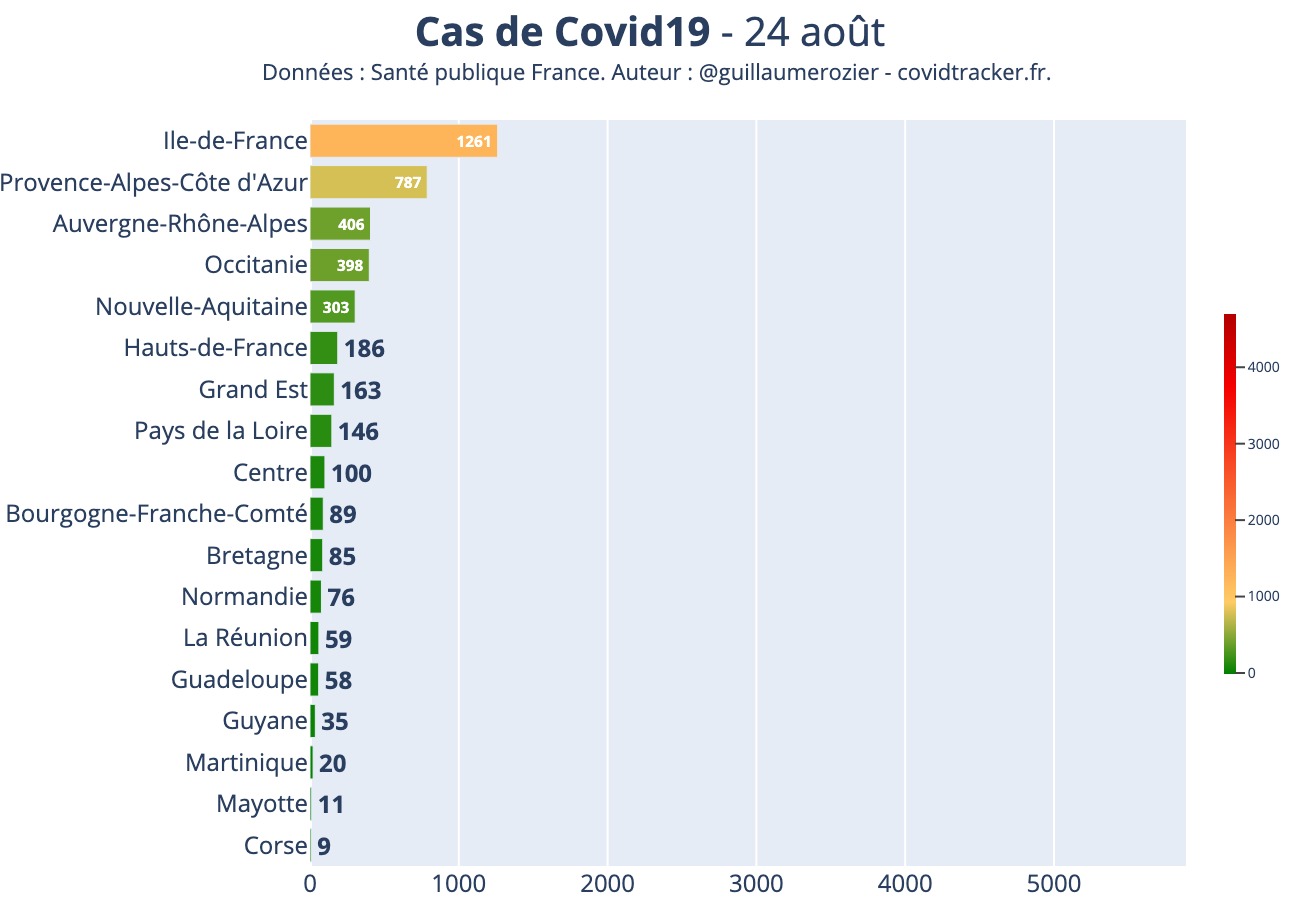 Cas de Covid19 - 24 août
Données : Santé publique France. Auteur : @guillaumerozier - covidtracker.fr.
Ile-de-France 1261
Provence-Alpes-Côte d'Azur 787
Auvergne-Rhône-Alpes 406
Occitanie 398
Nouvelle-Aquitaine 303
Hauts-de-France 186
Grand Est 163
Pays de la Loire 146
Centre 100
Bourgogne-Franche-Comté 89
Bretagne 85
Normandie 76
La Réunion 59
Guadeloupe 58
Guyane 35
Martinique 20
Mayotte 11
Corse 9
0 1000 2000 3000 4000 5000
4000
3000
2000
1000
0